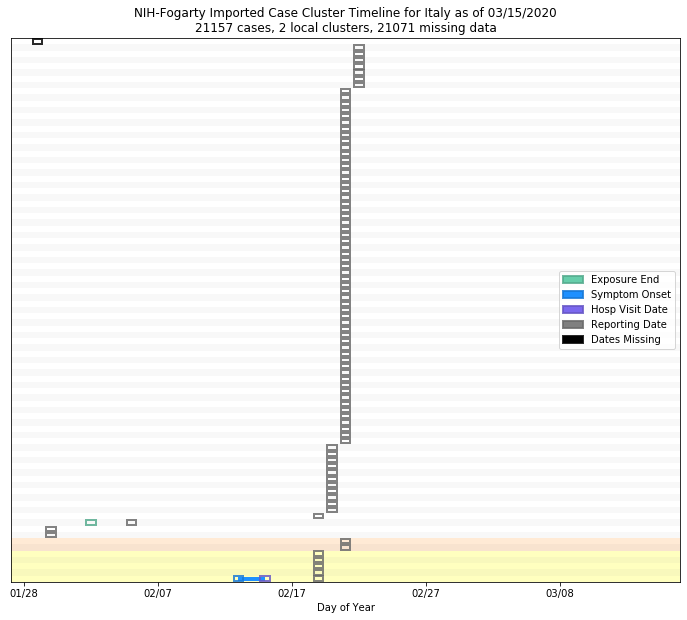 NIH-Fogarty Imported Case Cluster Timeline for Italy as of 03/15/2020
21157 cases, 2 local clusters, 21071 missing data
Exposure End
Symptom Onset
Hosp Visit Date
Reporting Date
Dates Missing
01/28 02/07 02/17 02/27 03/08
Day of Year